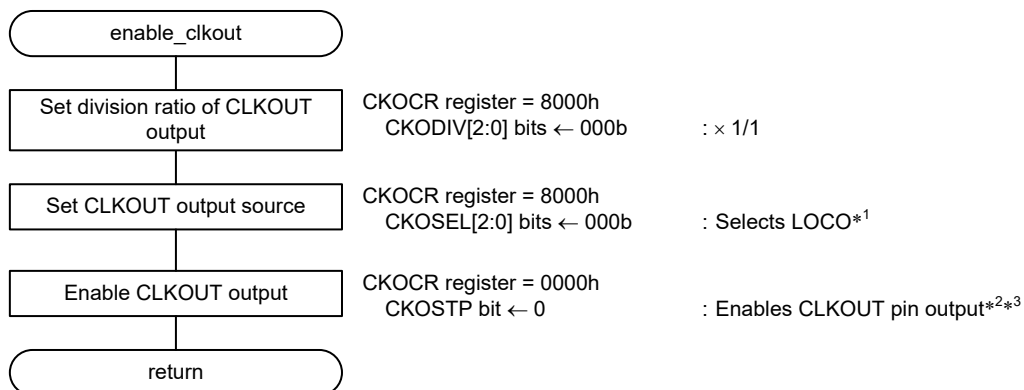 enable_clkout
Set division ratio of CLKOUT
output
CKOCR register = 8000h
CKODIV[2:0] bits ← 000b : × 1/1
Set CLKOUT output source
CKOCR register = 8000h
CKOSEL[2:0] bits ← 000b : Selects LOCO*1
Enable CLKOUT output
CKOCR register = 0000h
CKOSTP bit ← 0 : Enables CLKOUT pin output*2*3
return